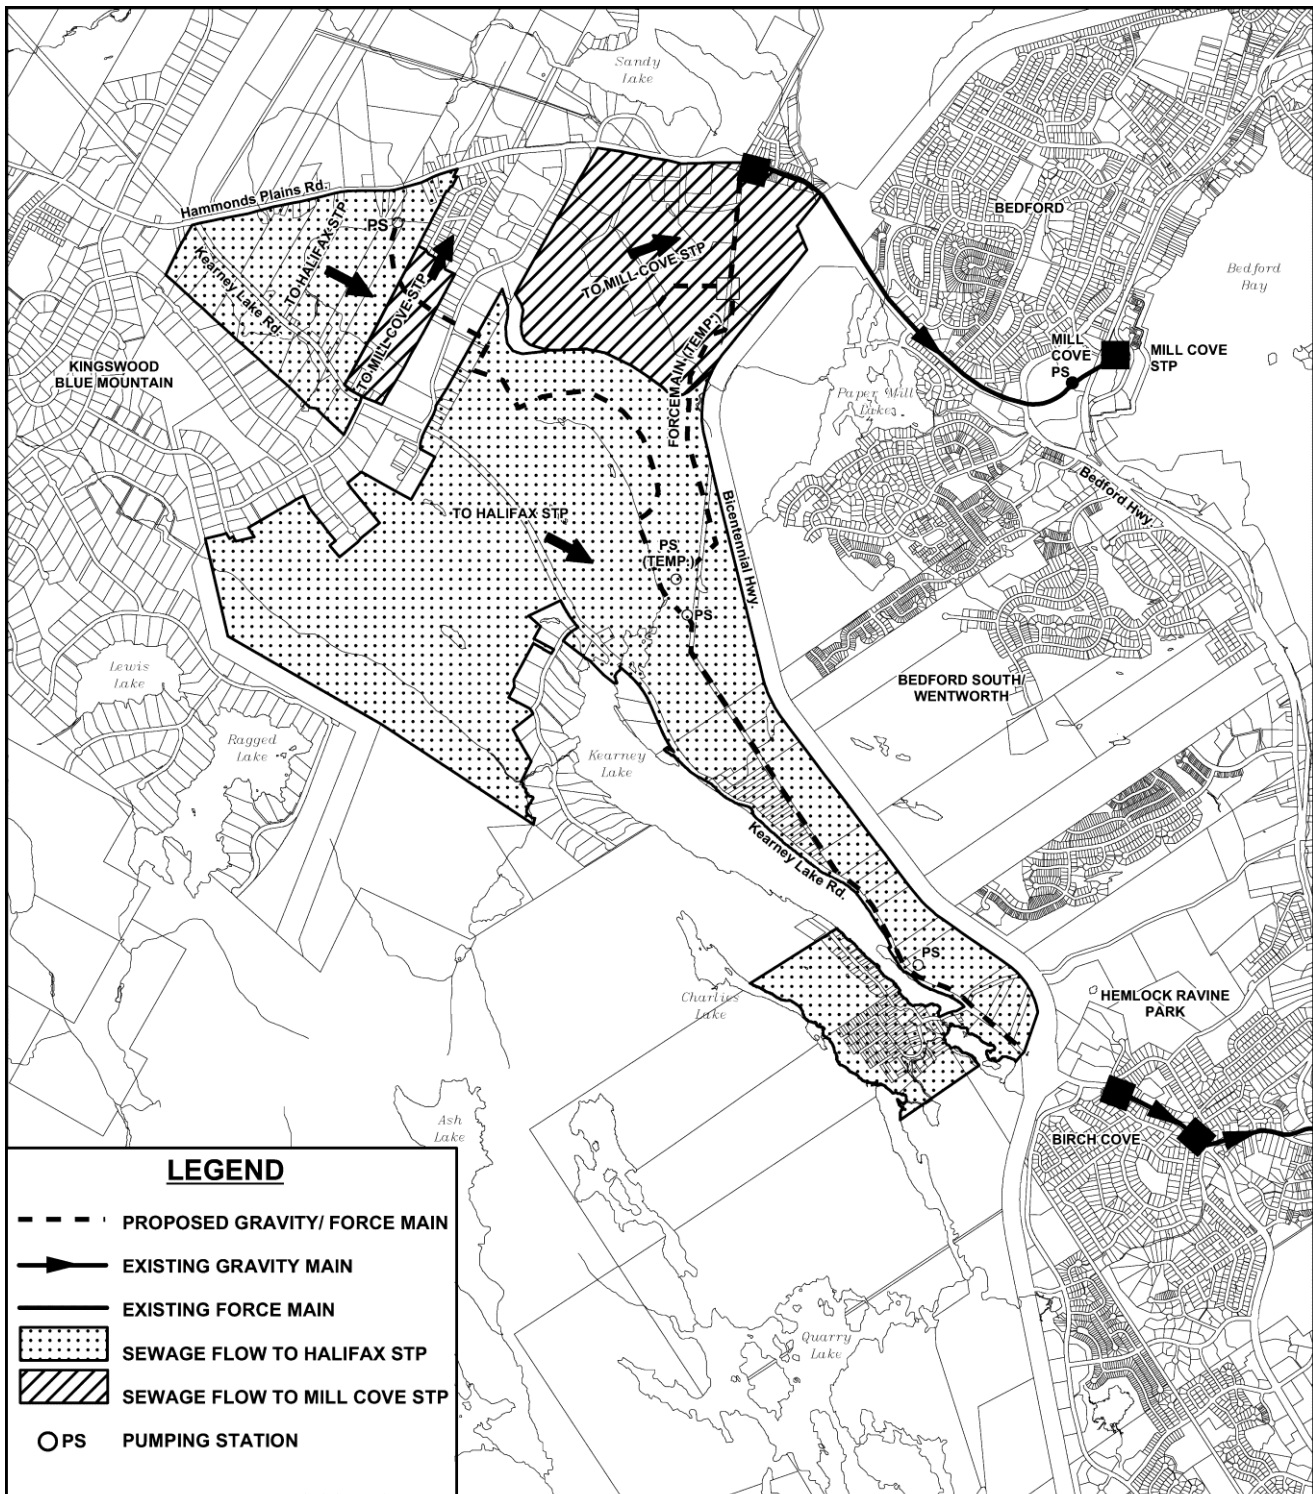 Sandy
Lake
Hammonds Plains Rd.
PS
BEDFORD
Bedford
Bay
TO HALIFAX STP
Kearney Lake Rd.
TO MILL COVE STP
TO MILL COVE STP
KINGSWOOD
BLUE MOUNTAIN
FORCEMAIN (TEMP.)
MILL
COVE
PS
MILL COVE
STP
Paper Mill
Lake
Bedford Hwy.
TO HALIFAX STP
Bicentennial Hwy.
PS
(TEMP.)
PS
Lewis
Lake
BEDFORD SOUTH/
WENTWORTH
Ragged
Lake
Kearney
Lake
Kearney Lake Rd.
PS
Charlies
Lake
HEMLOCK RAVINE
PARK
Ash
Lake
BIRCH COVE
Quarry
Lake
LEGEND
PROPOSED GRAVITY/ FORCE MAIN
EXISTING GRAVITY MAIN
EXISTING FORCE MAIN
SEWAGE FLOW TO HALIFAX STP
SEWAGE FLOW TO MILL COVE STP
PS PUMPING STATION